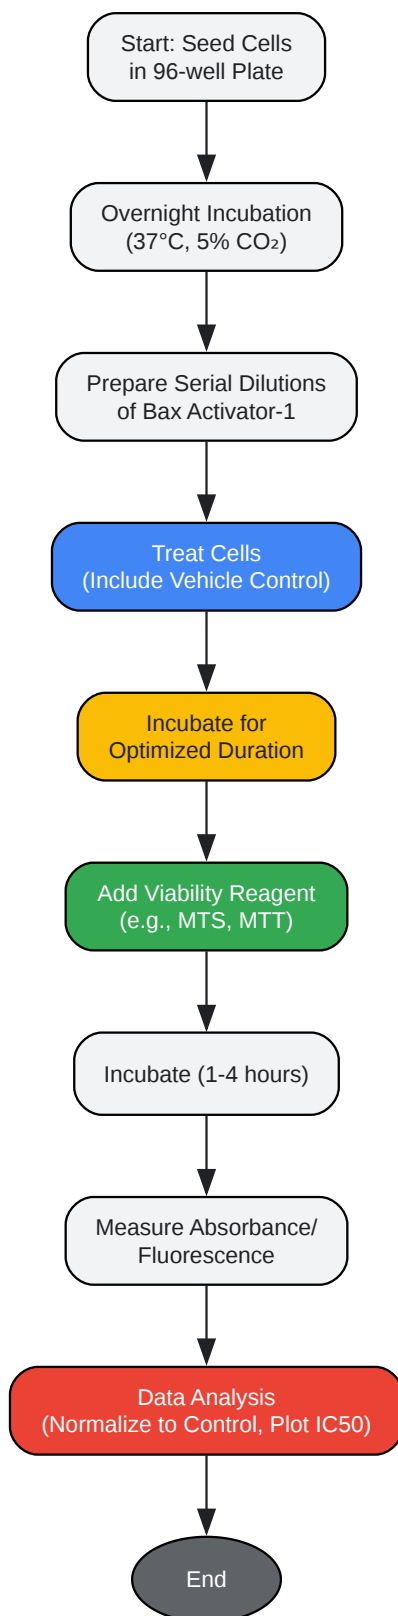 Start: Seed Cells
in 96-well Plate
Overnight Incubation
(37°C, 5% CO₂)
Prepare Serial Dilutions
of Bax Activator-1
Treat Cells
(Include Vehicle Control)
Incubate for
Optimized Duration
Add Viability Reagent
(e.g., MTS, MTT)
Incubate (1-4 hours)
Measure Absorbance/
Fluorescence
Data Analysis
(Normalize to Control, Plot IC50)
End